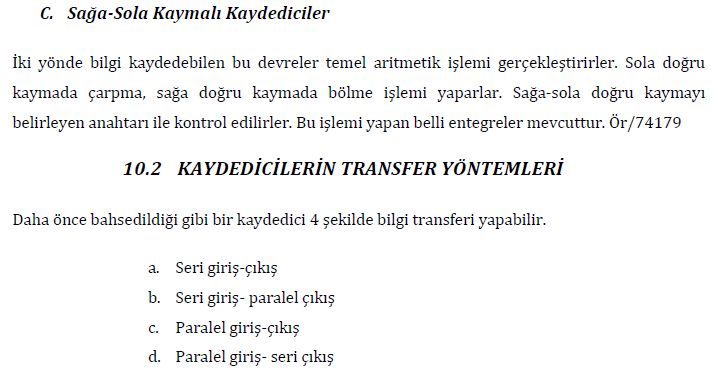 C. Sağa-Sola Kaymalı Kaydediciler
İki yönde bilgi kaydedebilen bu devreler temel aritmetik işlemi gerçekleştirirler. Sola doğru
kaymada çarpma, sağa doğru kaymada bölme işlemi yaparlar. Sağa-sola doğru kaymayı
belirleyen anahtarı ile kontrol edilirler. Bu işlemi yapan belli entegreler mevcuttur. Ör/74179
10.2 KAYDEDİCİLERİN TRANSFER YÖNTEMLERİ
Daha önce bahsedildiği gibi bir kaydedici 4 şekilde bilgi transferi yapabilir.
a. Seri giriş-çıkış
b. Seri giriş- paralel çıkış
c. Paralel giriş-çıkış
d. Paralel giriş- seri çıkış